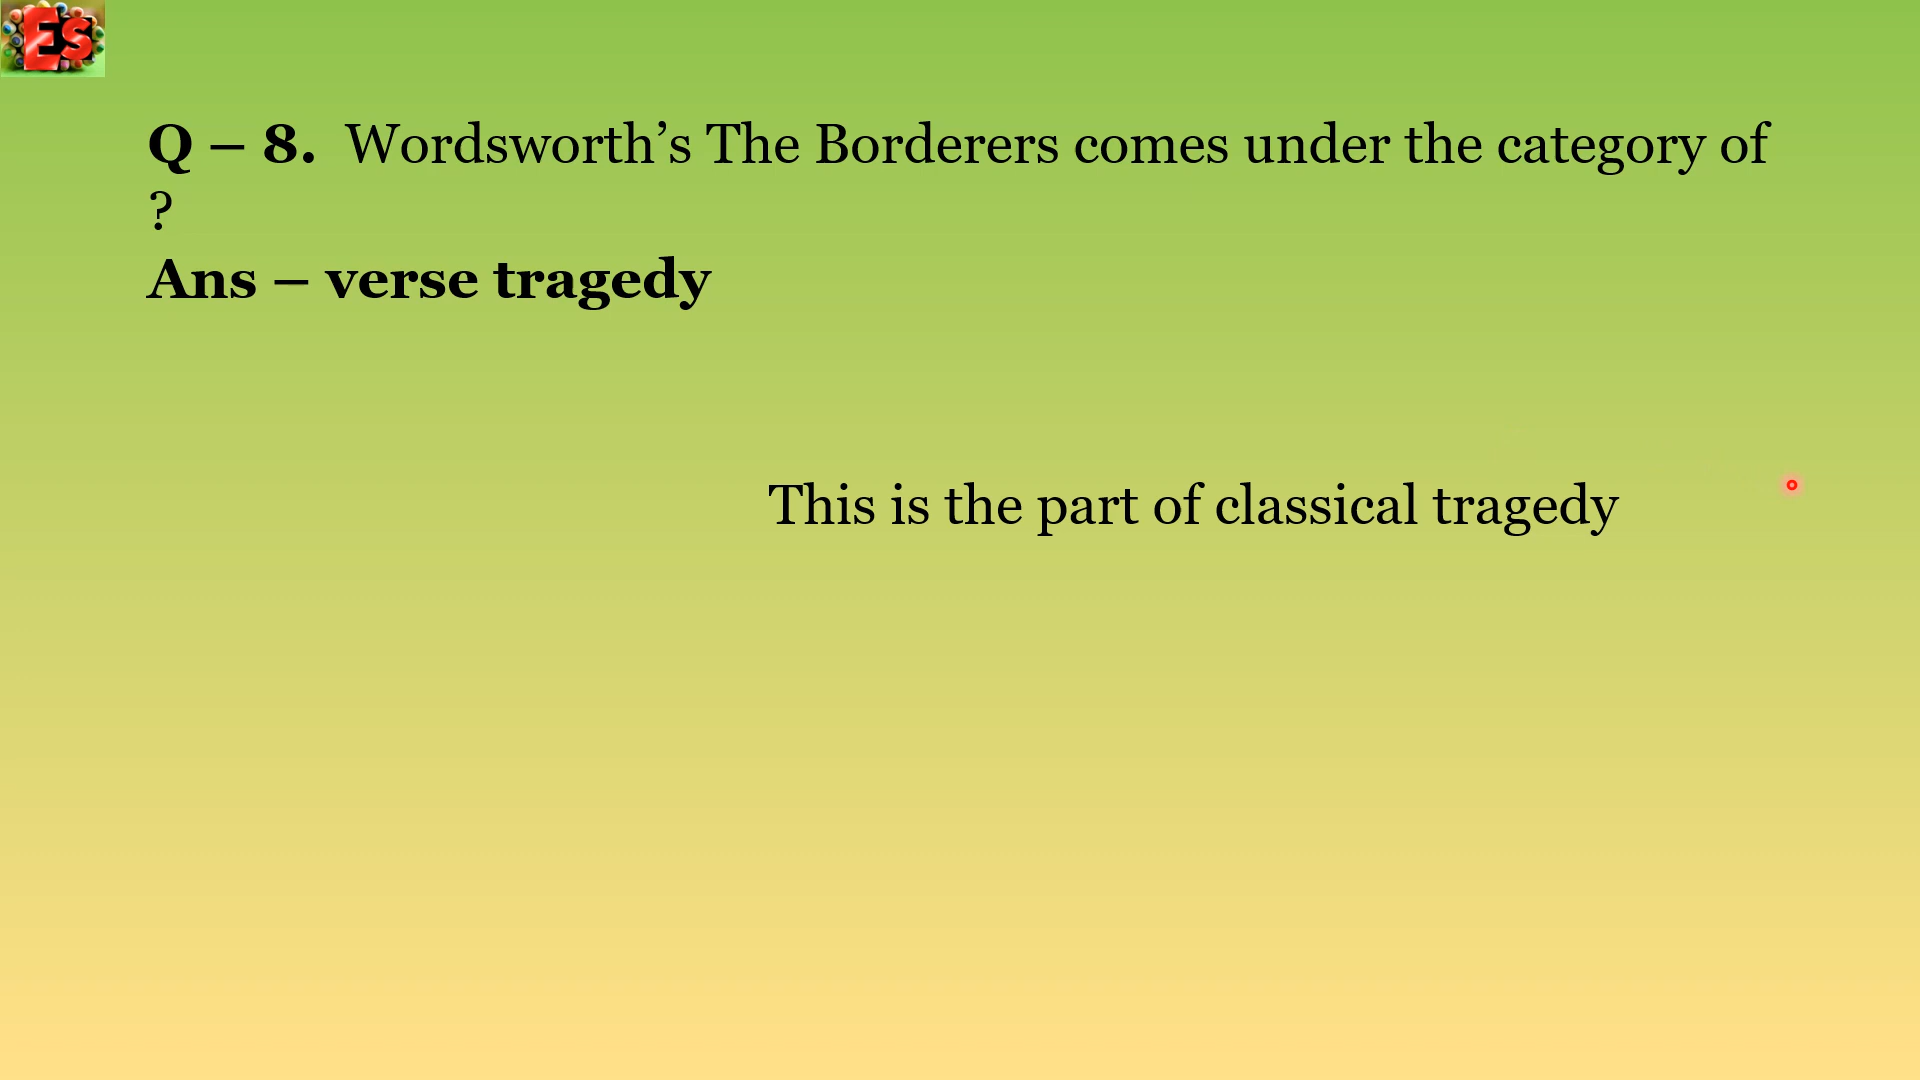 Es
Q – 8.  Wordsworth’s The Borderers comes under the category of
?
Ans – verse tragedy
This is the part of classical tragedy